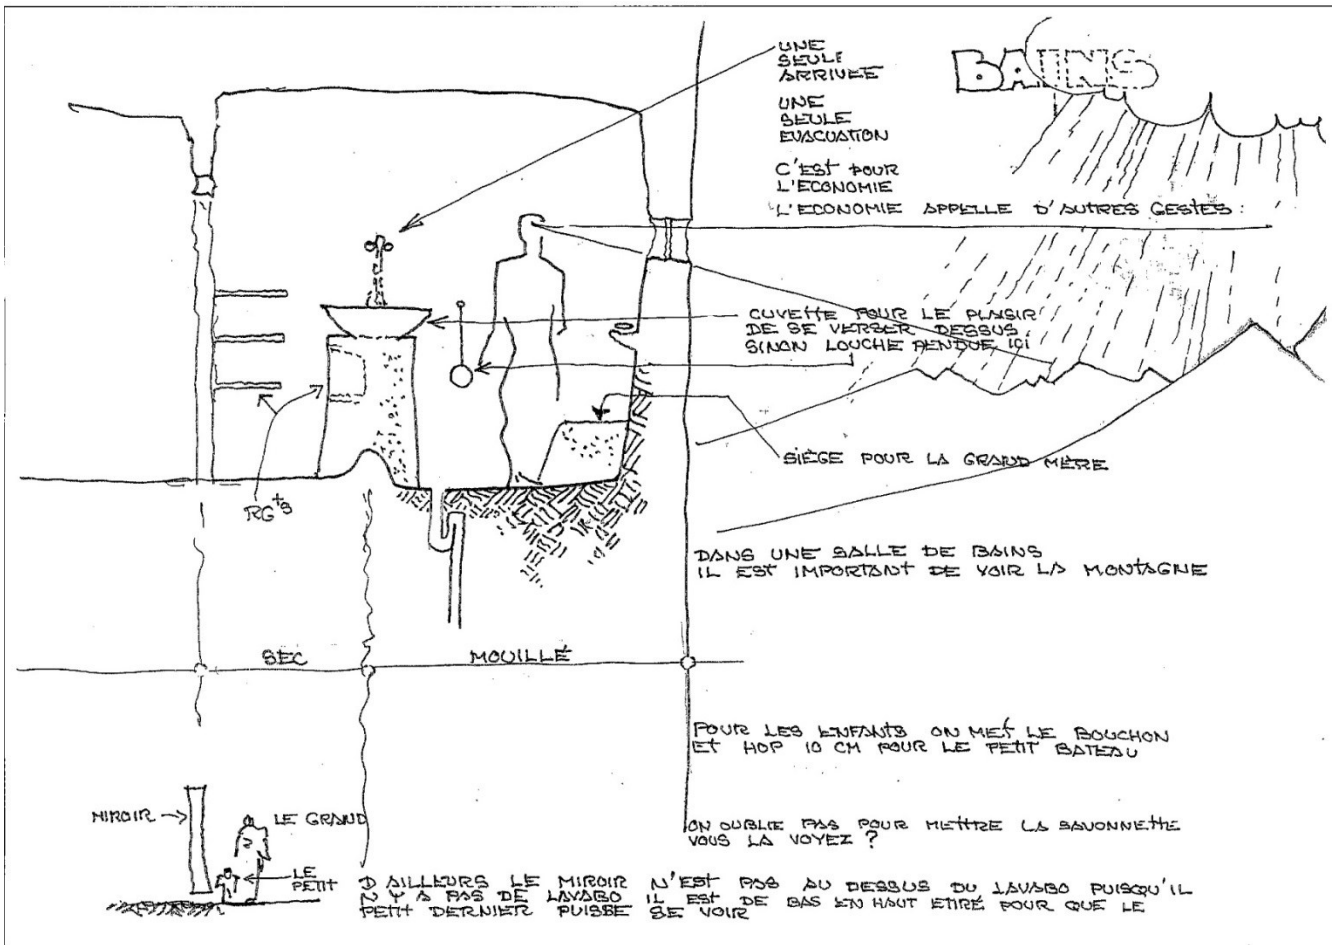 BAINS
UNE
SEULE
ARRIVEE
UNE
SEULE
EVACUATION
C'EST POUR
L'ECONOMIE
L'ECONOMIE APPELLE D'AUTRES GESTES :
CUVETTE POUR LE PLAISIR
DE SE VERSER DESSUS
SINON LOUCHE PENDUE ICI
SIÈGE POUR LA GRAND MÈRE
RGTS
DANS UNE SALLE DE BAINS
IL EST IMPORTANT DE VOIR LA MONTAGNE
SEC
MOUILLÉ
POUR LES ENFANTS ON MET LE BOUCHON
ET HOP 10 CM POUR LE PETIT BATEAU
MIROIR
LE GRAND
LE
PETIT
ON OUBLIE PAS POUR METTRE LA SAVONNETTE
VOUS LA VOYEZ ?
D AILLEURS LE MIROIR N'EST PAS AU DESSUS DU LAVABO PUISQU'IL
N Y A PAS DE LAVABO IL EST DE BAS EN HAUT ETIRÉ POUR QUE LE
PETIT DERNIER PUISSE SE VOIR